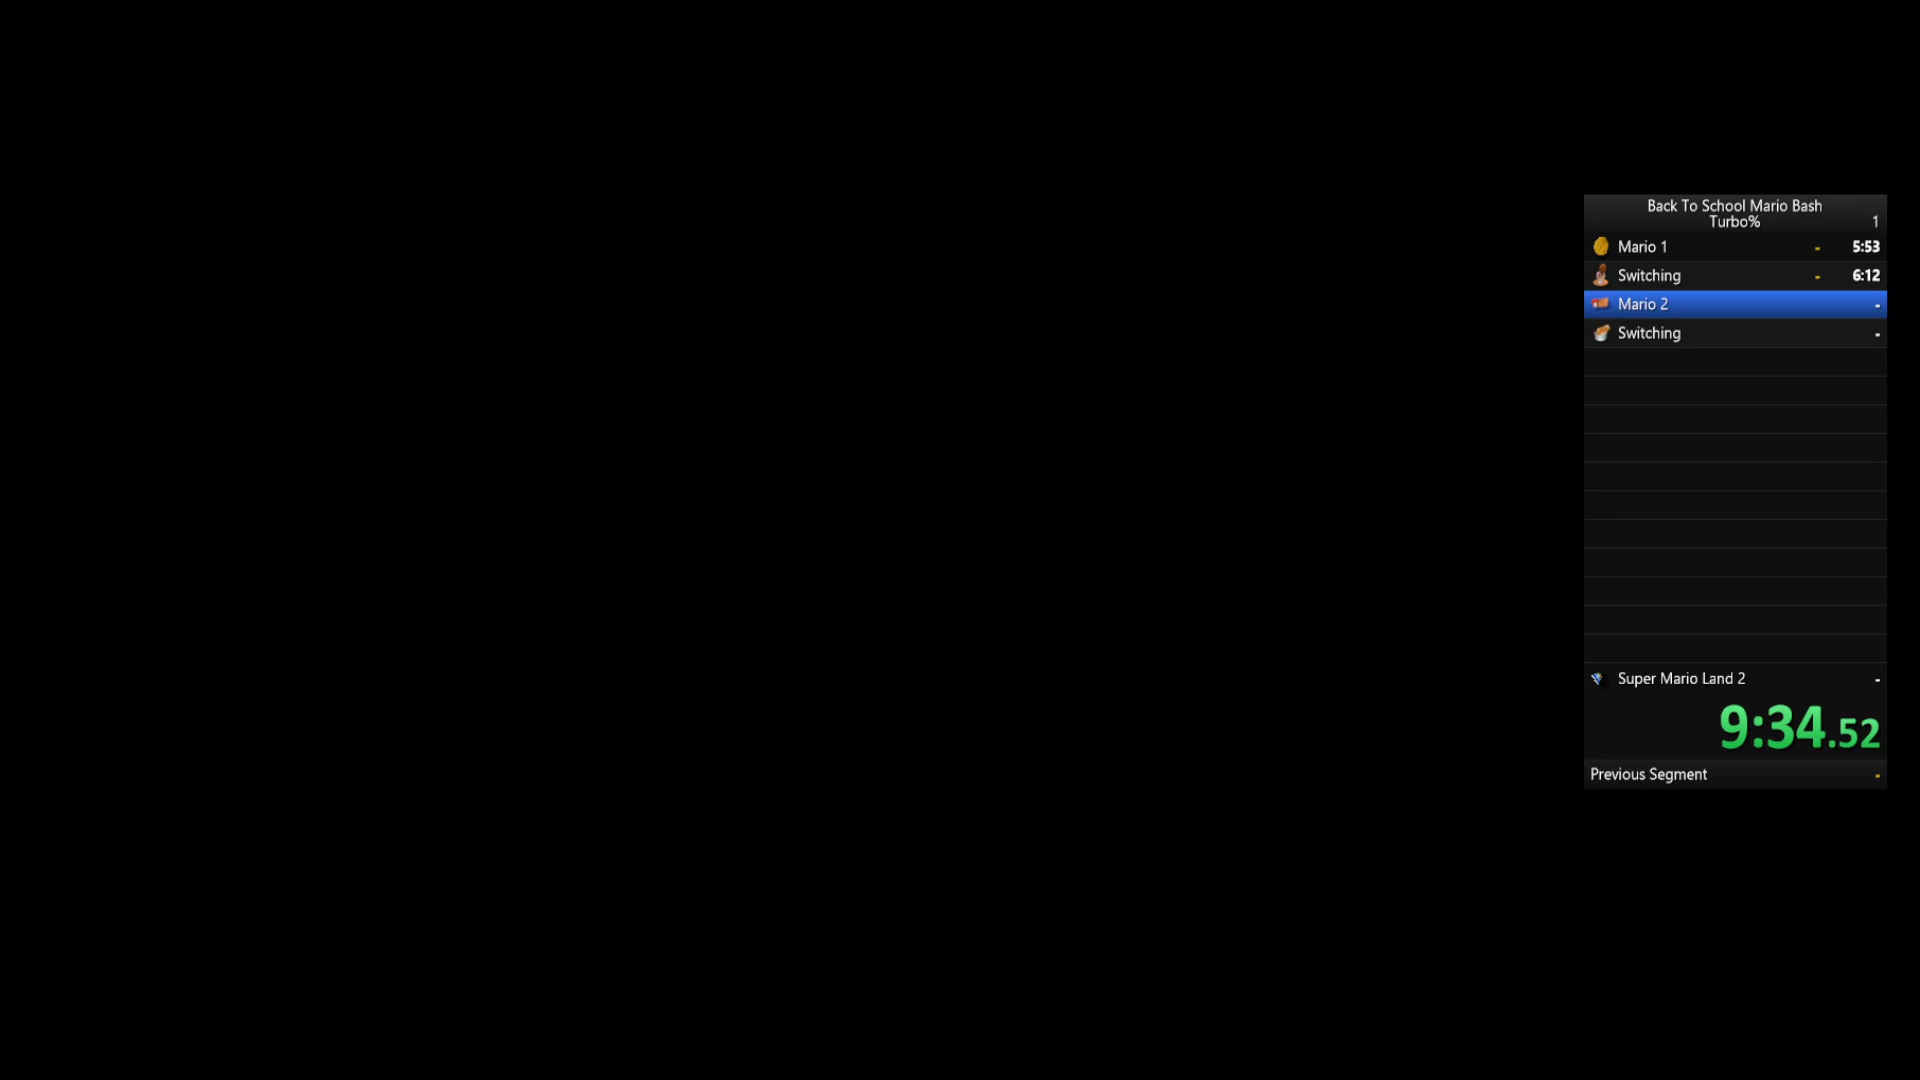 Back To School Mario Bash
Turbo% 1
Mario 1 - 5:53
Switching - 6:12
Mario 2 -
Switching -
Super Mario Land 2 -
9:34.52
Previous Segment -